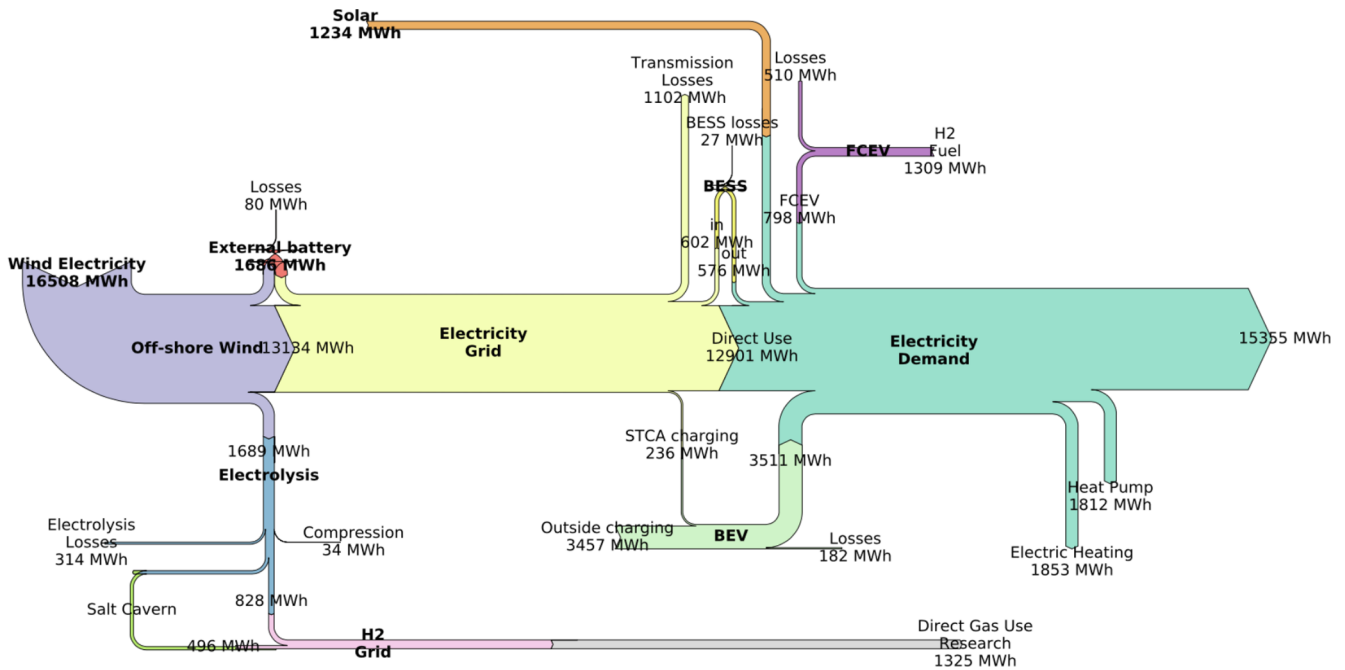 Solar
1234 MWh
Transmission
Losses
1102 MWh
Losses
510 MWh
BESS losses
27 MWh
FCEV
H2
Fuel
1309 MWh
BESS
Losses
80 MWh
FCEV
798 MWh
in
602 MWh
out
576 MWh
External battery
1686 MWh
Wind Electricity
16508 MWh
Off-shore Wind
13134 MWh
Electricity
Grid
Direct Use
12901 MWh
Electricity
Demand
15355 MWh
1689 MWh
Electrolysis
STCA charging
236 MWh
3511 MWh
Heat Pump
1812 MWh
Electrolysis
Losses
314 MWh
Compression
34 MWh
Outside charging
3457 MWh
BEV
Losses
182 MWh
Electric Heating
1853 MWh
Salt Cavern
828 MWh
496 MWh
H2
Grid
Direct Gas Use
Research
1325 MWh